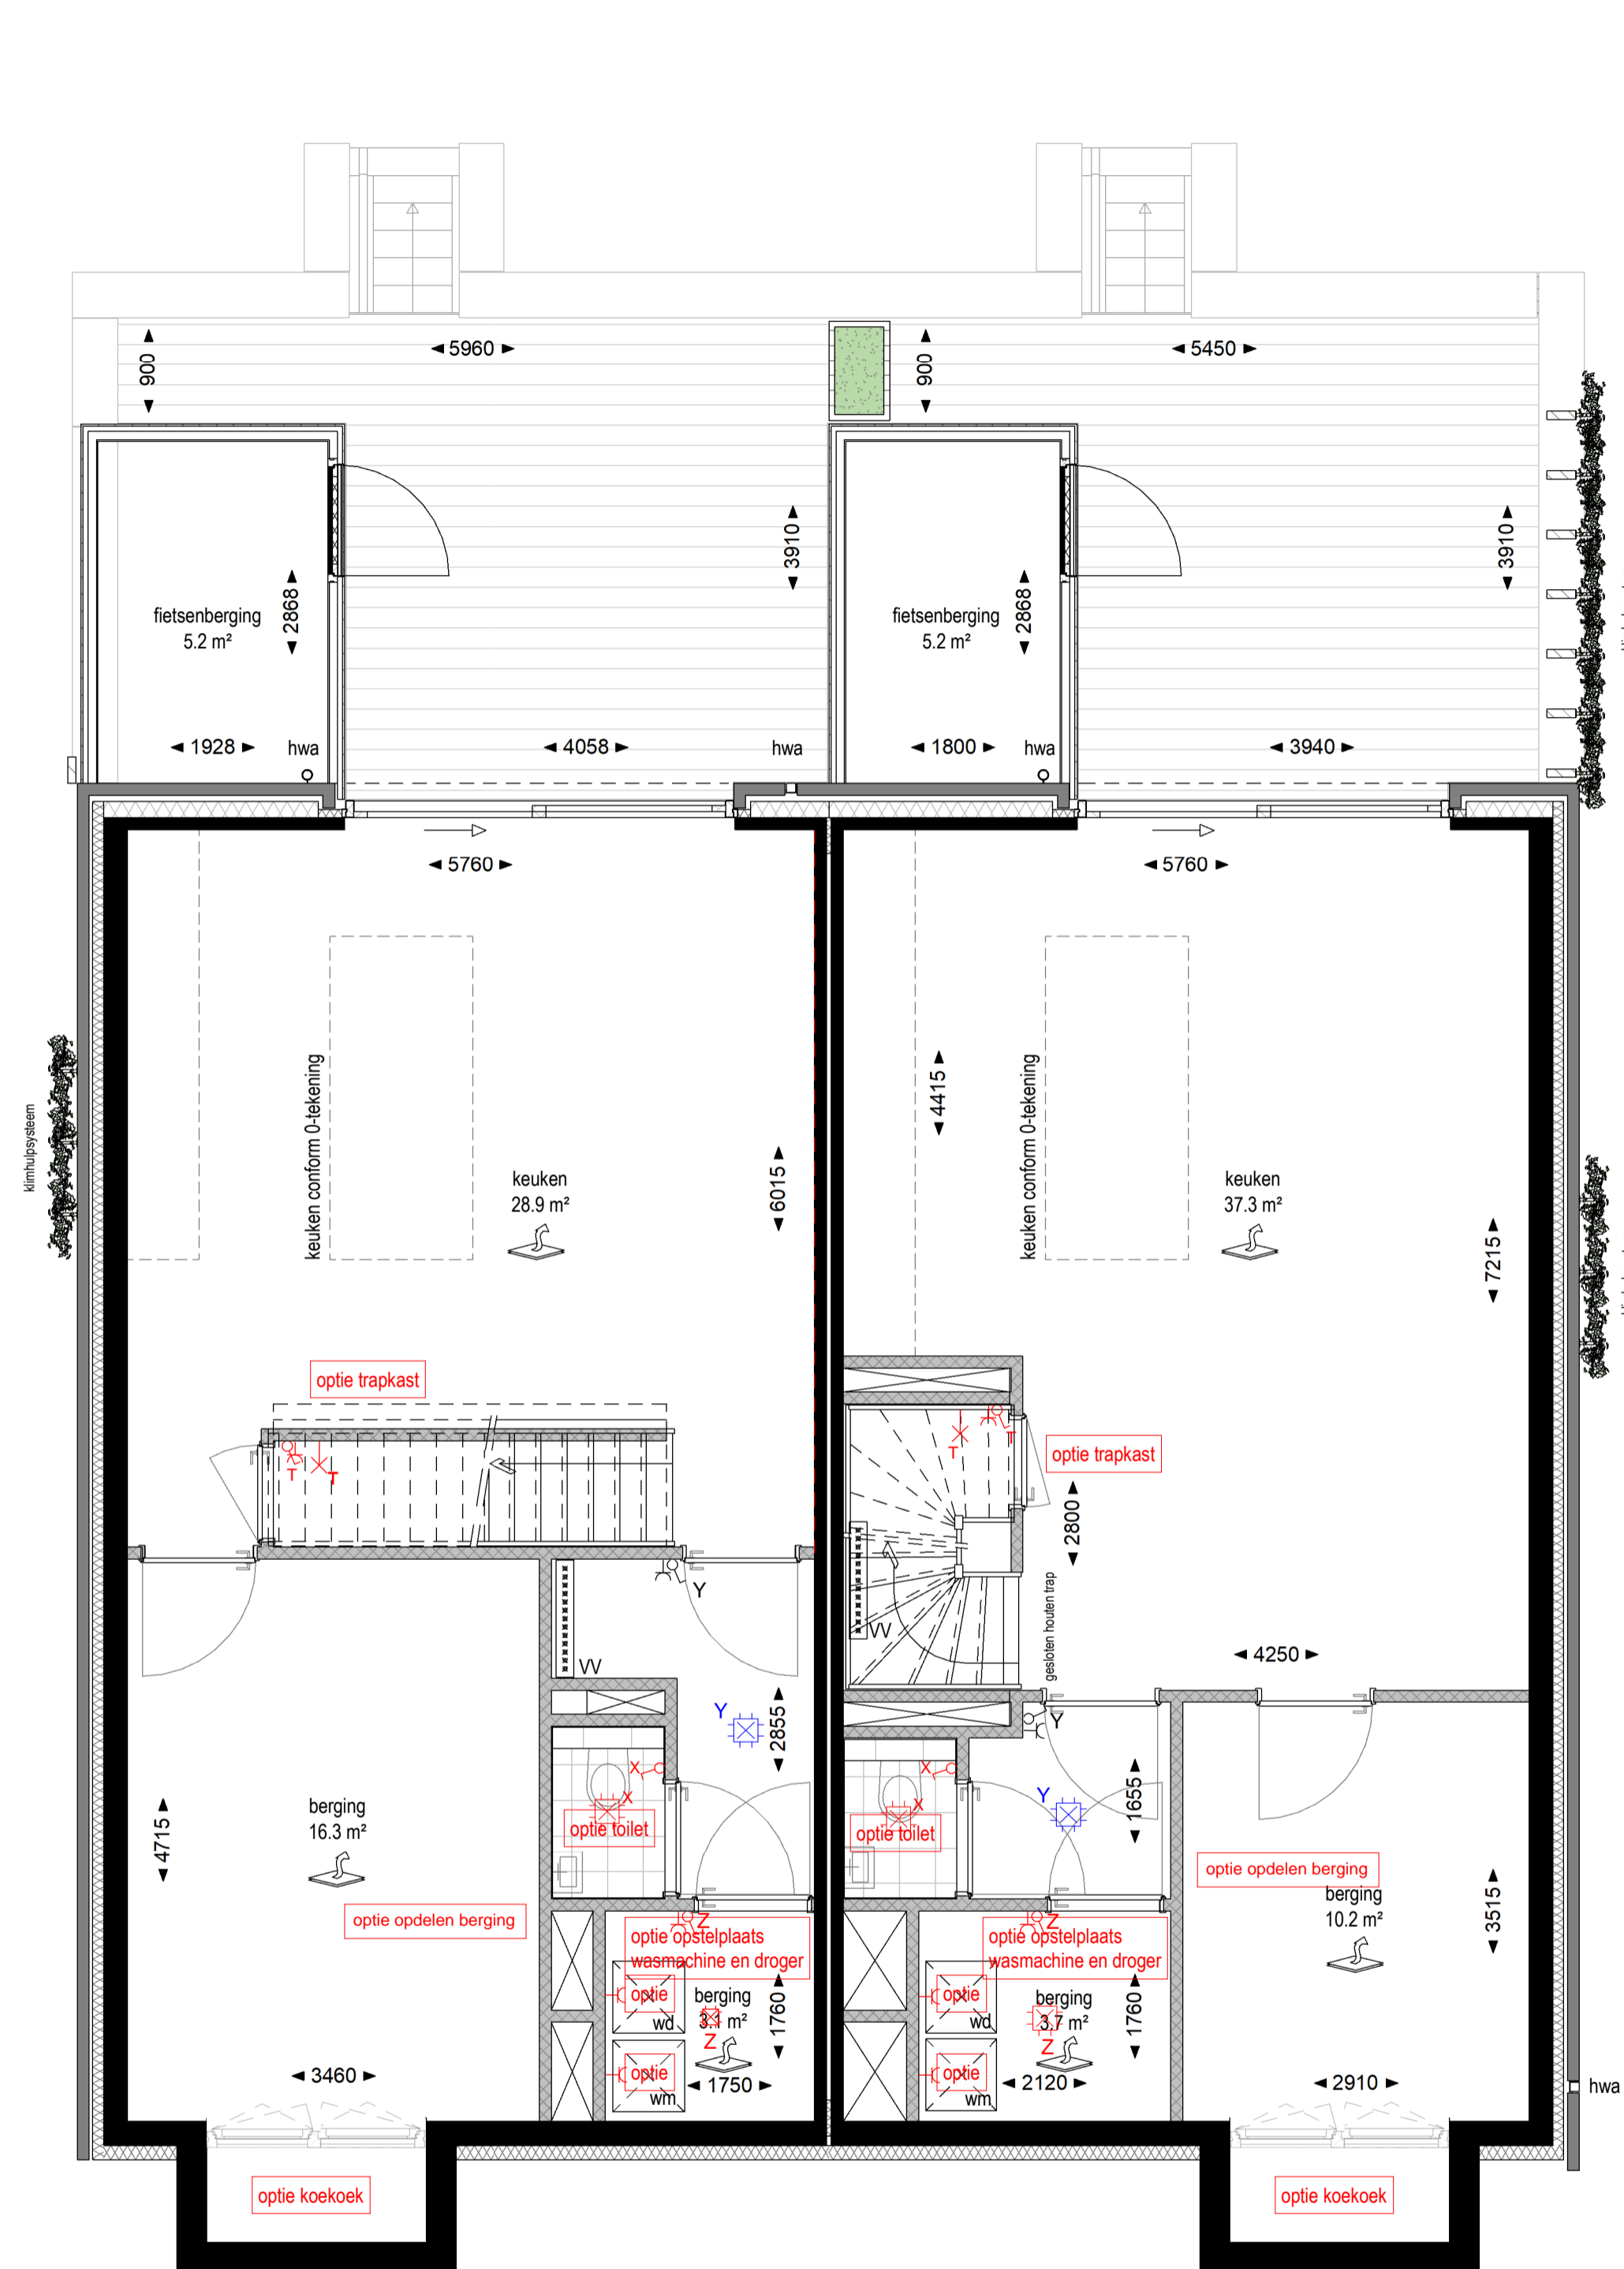 900
5960
900
5450
3910
3910
fietsenberging
5.2 m²
2868
fietsenberging
5.2 m²
2868
1928
hwa
4058
hwa
1800
hwa
3940
5760
5760
klimhulpsysteem
keuken conform 0-tekening
keuken
28.9 m²
6015
4415
keuken conform 0-tekening
keuken
37.3 m²
7215
optie trapkast
T
T
T
T
optie trapkast
2800
gesloten houten trap
VV
Y
VV
4250
Y
2855
Y
X
X
optie toilet
X
X
optie toilet
Y
1655
4715
berging
16.3 m²
optie opdelen berging
optie opdelen berging
berging
10.2 m²
3515
Z
optie opstelplaats
wasmachine en droger
optie
wd
berging
3.1 m²
Z
1760
optie
wm
1750
Z
optie opstelplaats
wasmachine en droger
optie
wd
berging
3.7 m²
Z
1760
optie
wm
2120
3460
2910
hwa
optie koekoek
optie koekoek